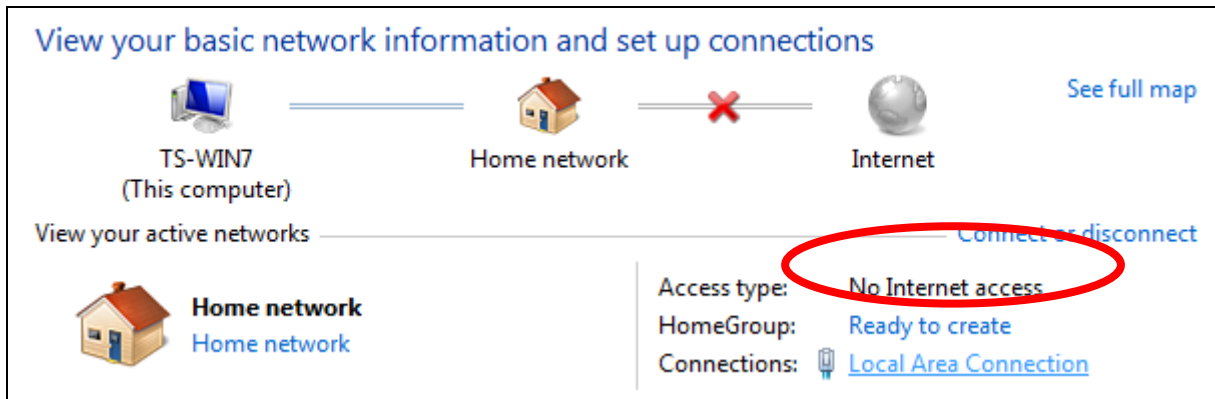 View your basic network information and set up connections
See full map
TS-WIN7
(This computer)
Home network
Internet
View your active networks
Connect or disconnect
Home network
Home network
Access type: No Internet access
HomeGroup: Ready to create
Connections: Local Area Connection